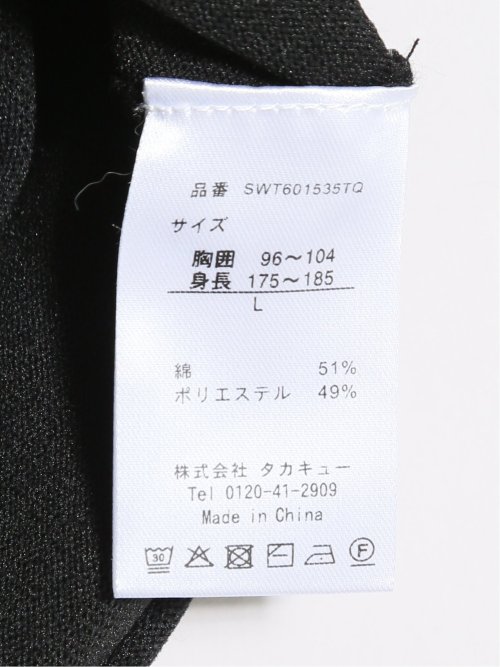 品番 SWT601535TQ
サイズ
胸囲 96～104
身長 175～185
L
綿 51%
ポリエステル 49%
株式会社 タカキュー
Tel 0120-41-2909
Made in China
30 F